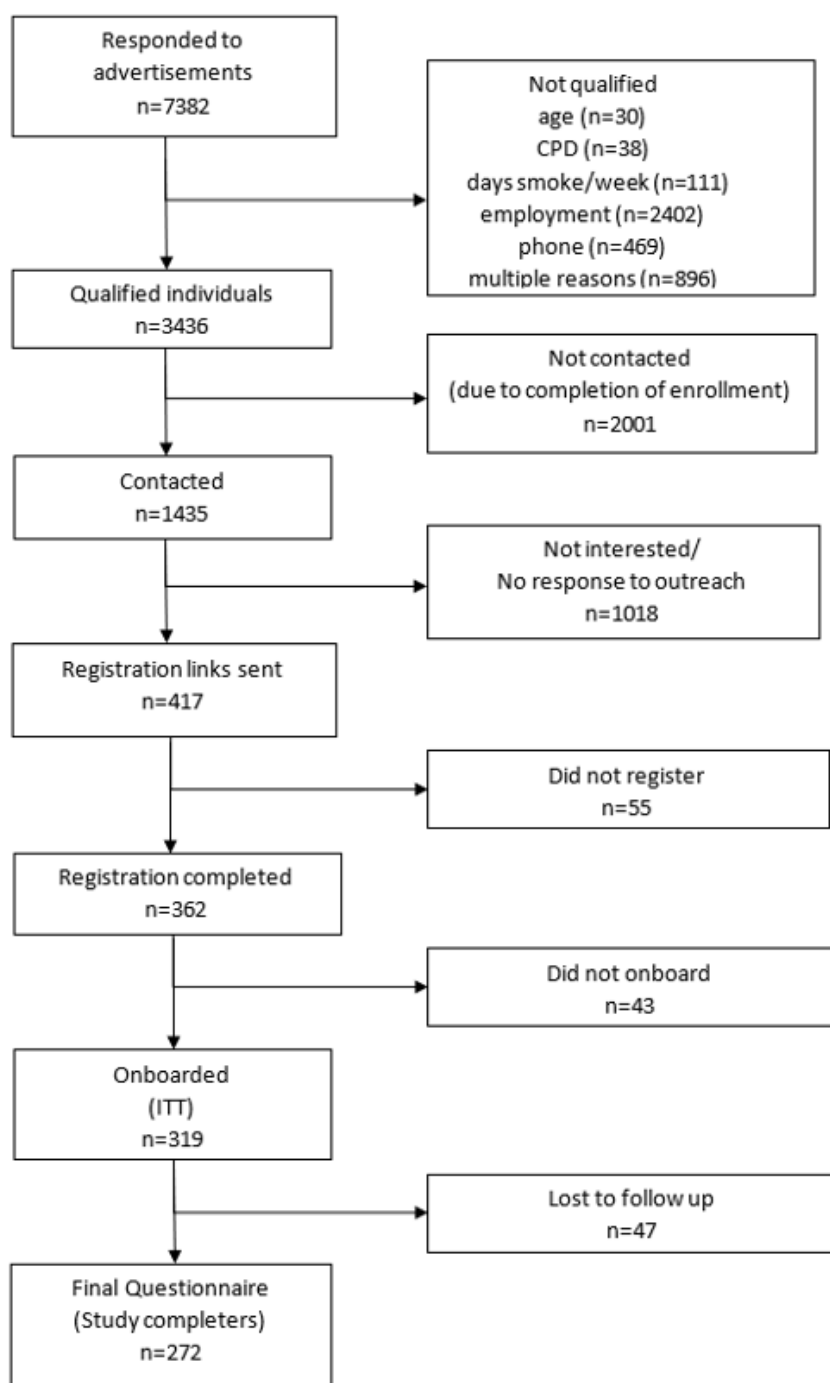 Responded to
advertisements
n=7382
Not qualified
age (n=30)
CPD (n=38)
days smoke/week (n=111)
employment (n=2402)
phone (n=469)
multiple reasons (n=896)
Qualified individuals
n=3436
Not contacted
(due to completion of enrollment)
n=2001
Contacted
n=1435
Not interested/
No response to outreach
n=1018
Registration links sent
n=417
Did not register
n=55
Registration completed
n=362
Did not onboard
n=43
Onboarded
(ITT)
n=319
Lost to follow up
n=47
Final Questionnaire
(Study completers)
n=272